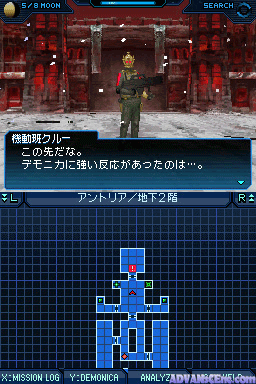 5/8 MOON
SEARCH
機動班クルー
この先だな。
デモニカに強い反応があったのは…。
L
アントリア/地下2階
R
X:MISSION LOG
Y:DEMONICA
ANALYZ
ADVANSCENE.COM